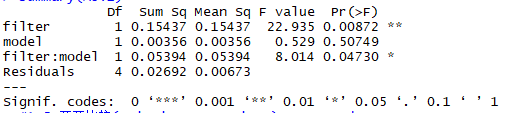 Df  Sum Sq Mean Sq F value  Pr(>F)
filter       1 0.15437 0.15437  22.935 0.00872 **
model        1 0.00356 0.00356   0.529 0.50749
filter:model 1 0.05394 0.05394   8.014 0.04730 *
Residuals    4 0.02692 0.00673
---
Signif. codes:  0 ‘***’ 0.001 ‘**’ 0.01 ‘*’ 0.05 ‘.’ 0.1 ‘ ’ 1